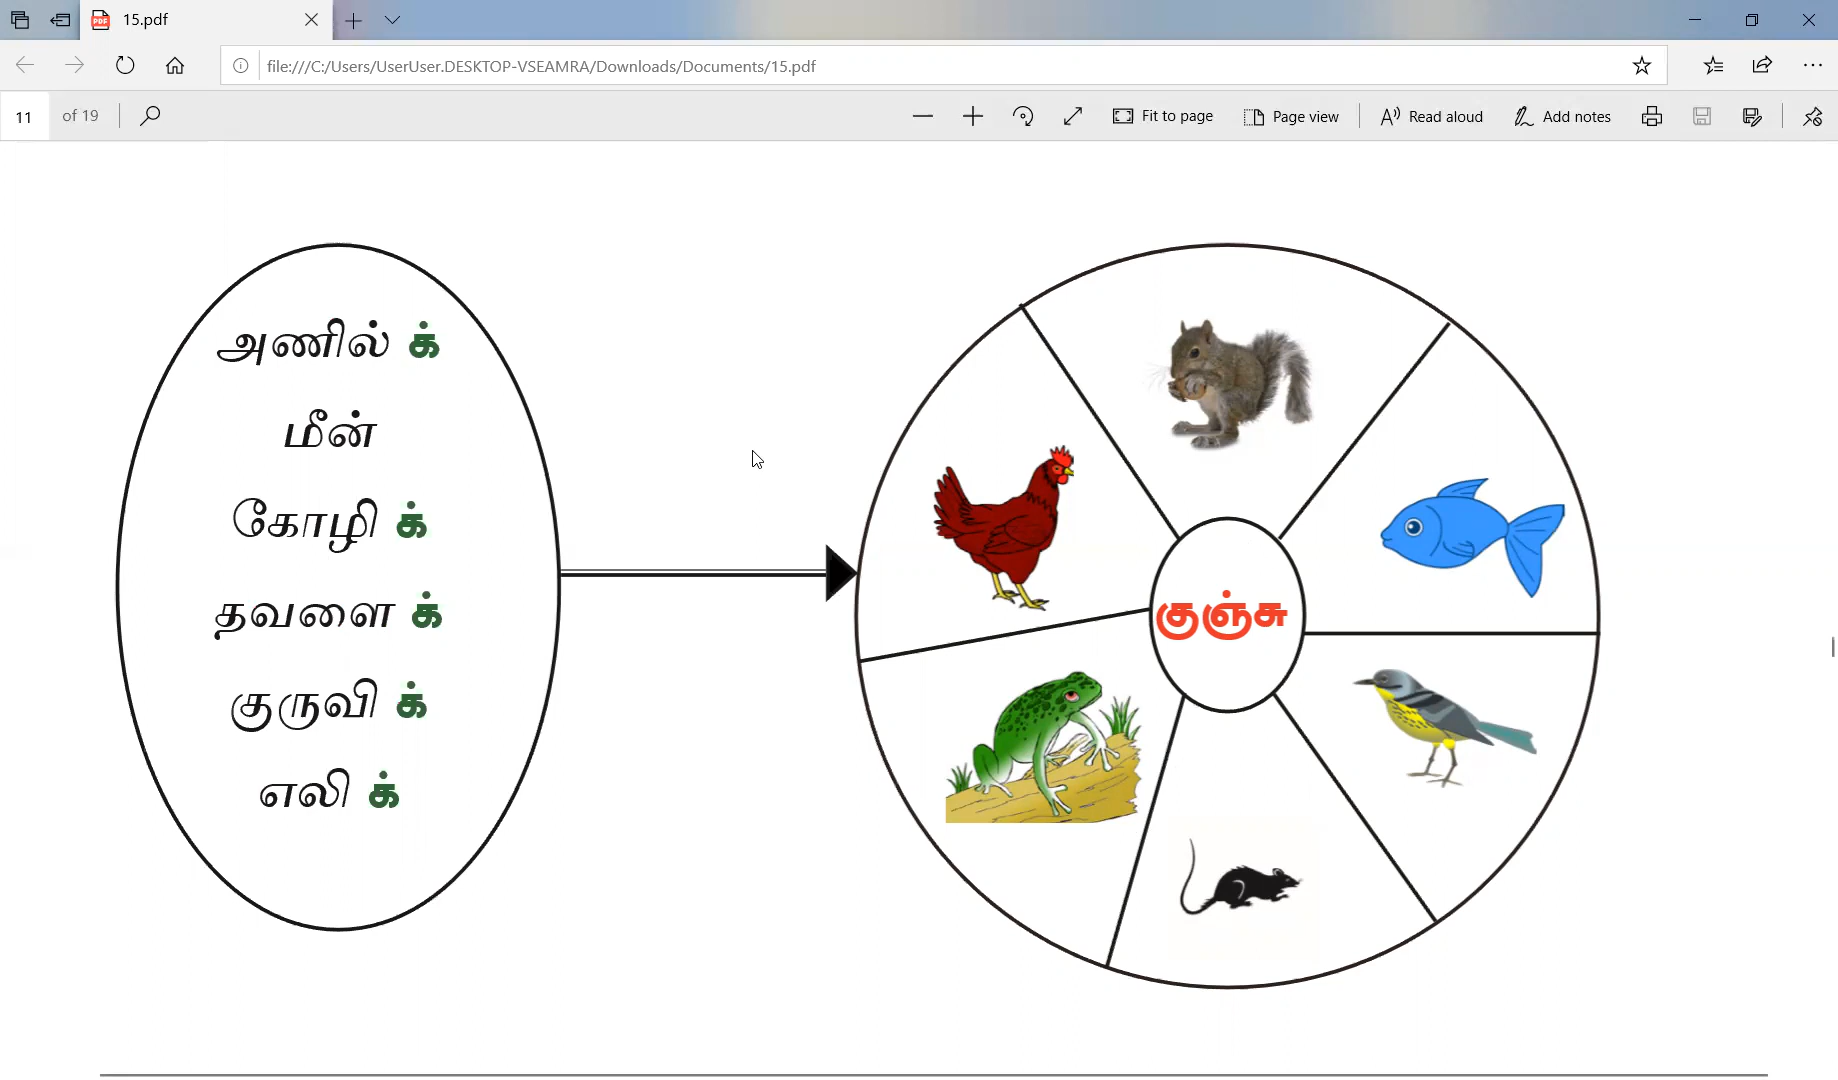 15.pdf
file:///C:/Users/UserUser.DESKTOP-VSEAMRA/Downloads/Documents/15.pdf
11 of 19 Fit to page Page view Read aloud Add notes
அணில் க்
மீன்
கோழி க்
தவளை க்
குருவி க்
எலி க்
குஞ்சு